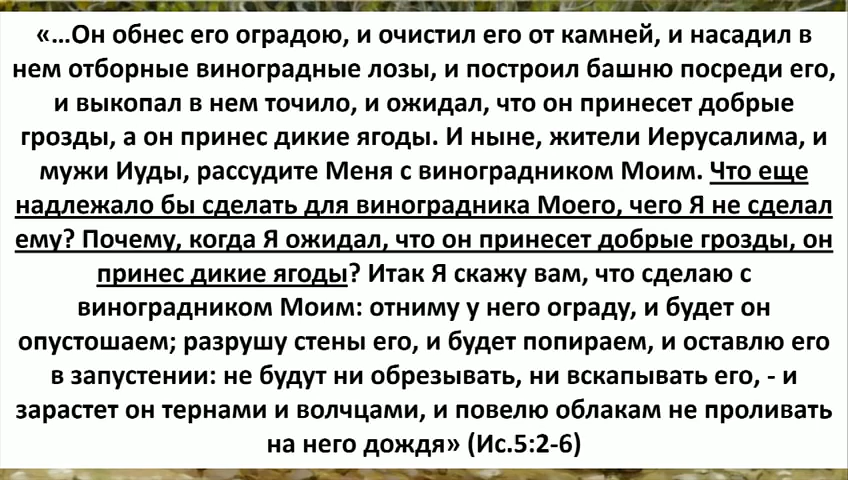 «...Он обнес его оградою, и очистил его от камней, и насадил в
нем отборные виноградные лозы, и построил башню посреди его,
и выкопал в нем точило, и ожидал, что он принесет добрые
грозды, а он принес дикие ягоды. И ныне, жители Иерусалима, и
мужи Иуды, рассудите Меня с виноградником Моим. Что еще
надлежало бы сделать для виноградника Моего, чего Я не сделал
ему? Почему, когда Я ожидал, что он принесет добрые грозды, он
принес дикие ягоды? Итак Я скажу вам, что сделаю с
виноградником Моим: отниму у него ограду, и будет он
опустошаем; разрушу стены его, и будет попираем, и оставлю его
в запустении: не будут ни обрезывать, ни вскапывать его, - и
зарастет он тернами и волчцами, и повелю облакам не проливать
на него дождя» (Ис.5:2-6)